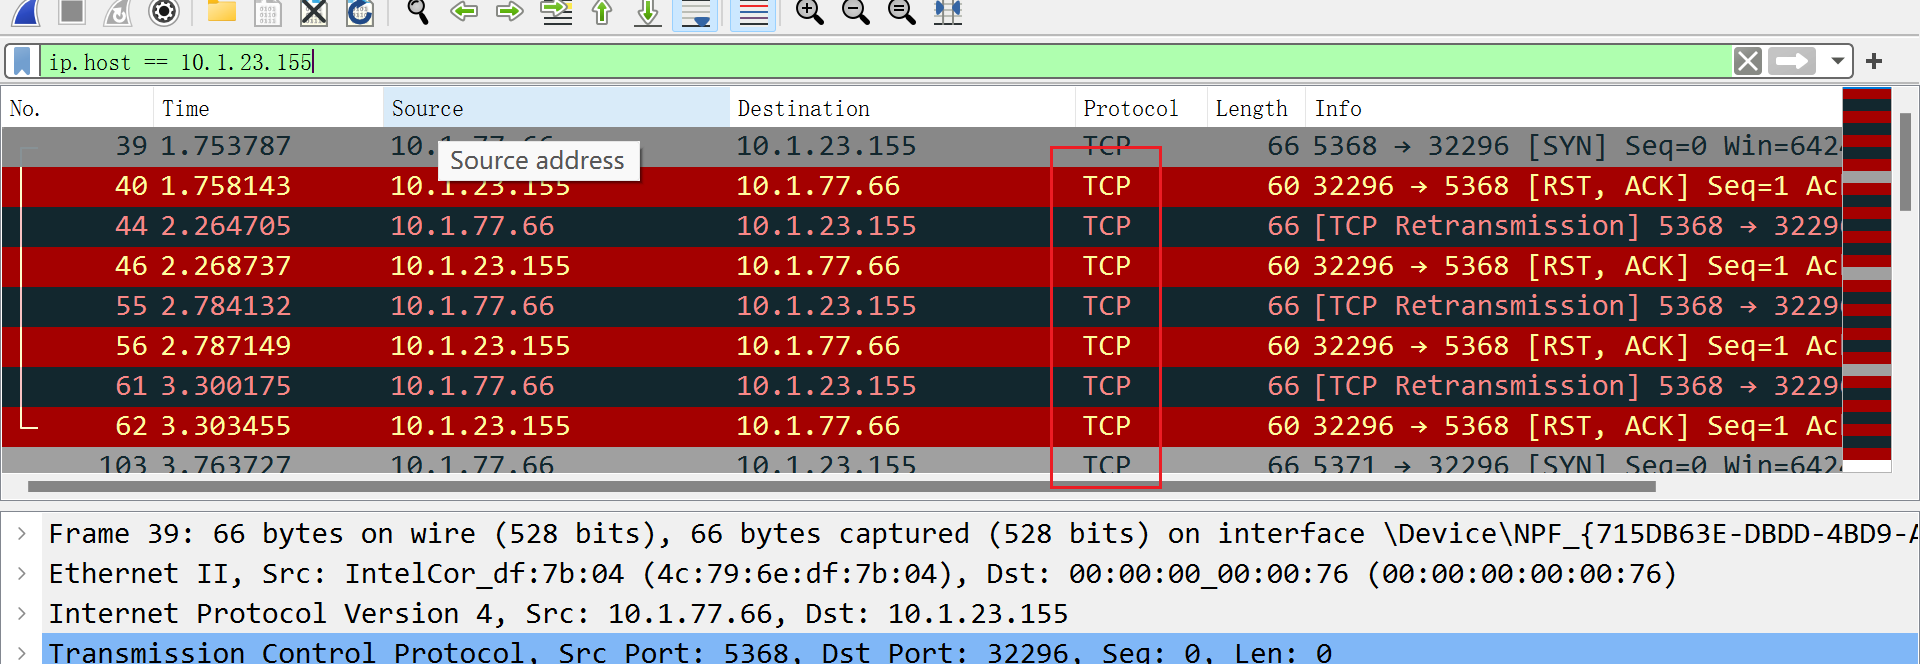 ip.host == 10.1.23.155
No. Time Source Destination Protocol Length Info
39 1.753787 10.1.77.66 10.1.23.155 TCP 66 5368 → 32296 [SYN] Seq=0 Win=642
Source address
40 1.758143 10.1.23.155 10.1.77.66 TCP 60 32296 → 5368 [RST, ACK] Seq=1 Ac
44 2.264705 10.1.77.66 10.1.23.155 TCP 66 [TCP Retransmission] 5368 → 3229
46 2.268737 10.1.23.155 10.1.77.66 TCP 60 32296 → 5368 [RST, ACK] Seq=1 Ac
55 2.784132 10.1.77.66 10.1.23.155 TCP 66 [TCP Retransmission] 5368 → 3229
56 2.787149 10.1.23.155 10.1.77.66 TCP 60 32296 → 5368 [RST, ACK] Seq=1 Ac
61 3.300175 10.1.77.66 10.1.23.155 TCP 66 [TCP Retransmission] 5368 → 3229
62 3.303455 10.1.23.155 10.1.77.66 TCP 60 32296 → 5368 [RST, ACK] Seq=1 Ac
103 3.763727 10.1.77.66 10.1.23.155 TCP 66 5371 → 32296 [SYN] Seq=0 Win=642
Frame 39: 66 bytes on wire (528 bits), 66 bytes captured (528 bits) on interface \Device\NPF_{715DB63E-DBDD-4BD9-A
Ethernet II, Src: IntelCor_df:7b:04 (4c:79:6e:df:7b:04), Dst: 00:00:00_00:00:76 (00:00:00:00:00:76)
Internet Protocol Version 4, Src: 10.1.77.66, Dst: 10.1.23.155
Transmission Control Protocol, Src Port: 5368, Dst Port: 32296, Seq: 0, Len: 0